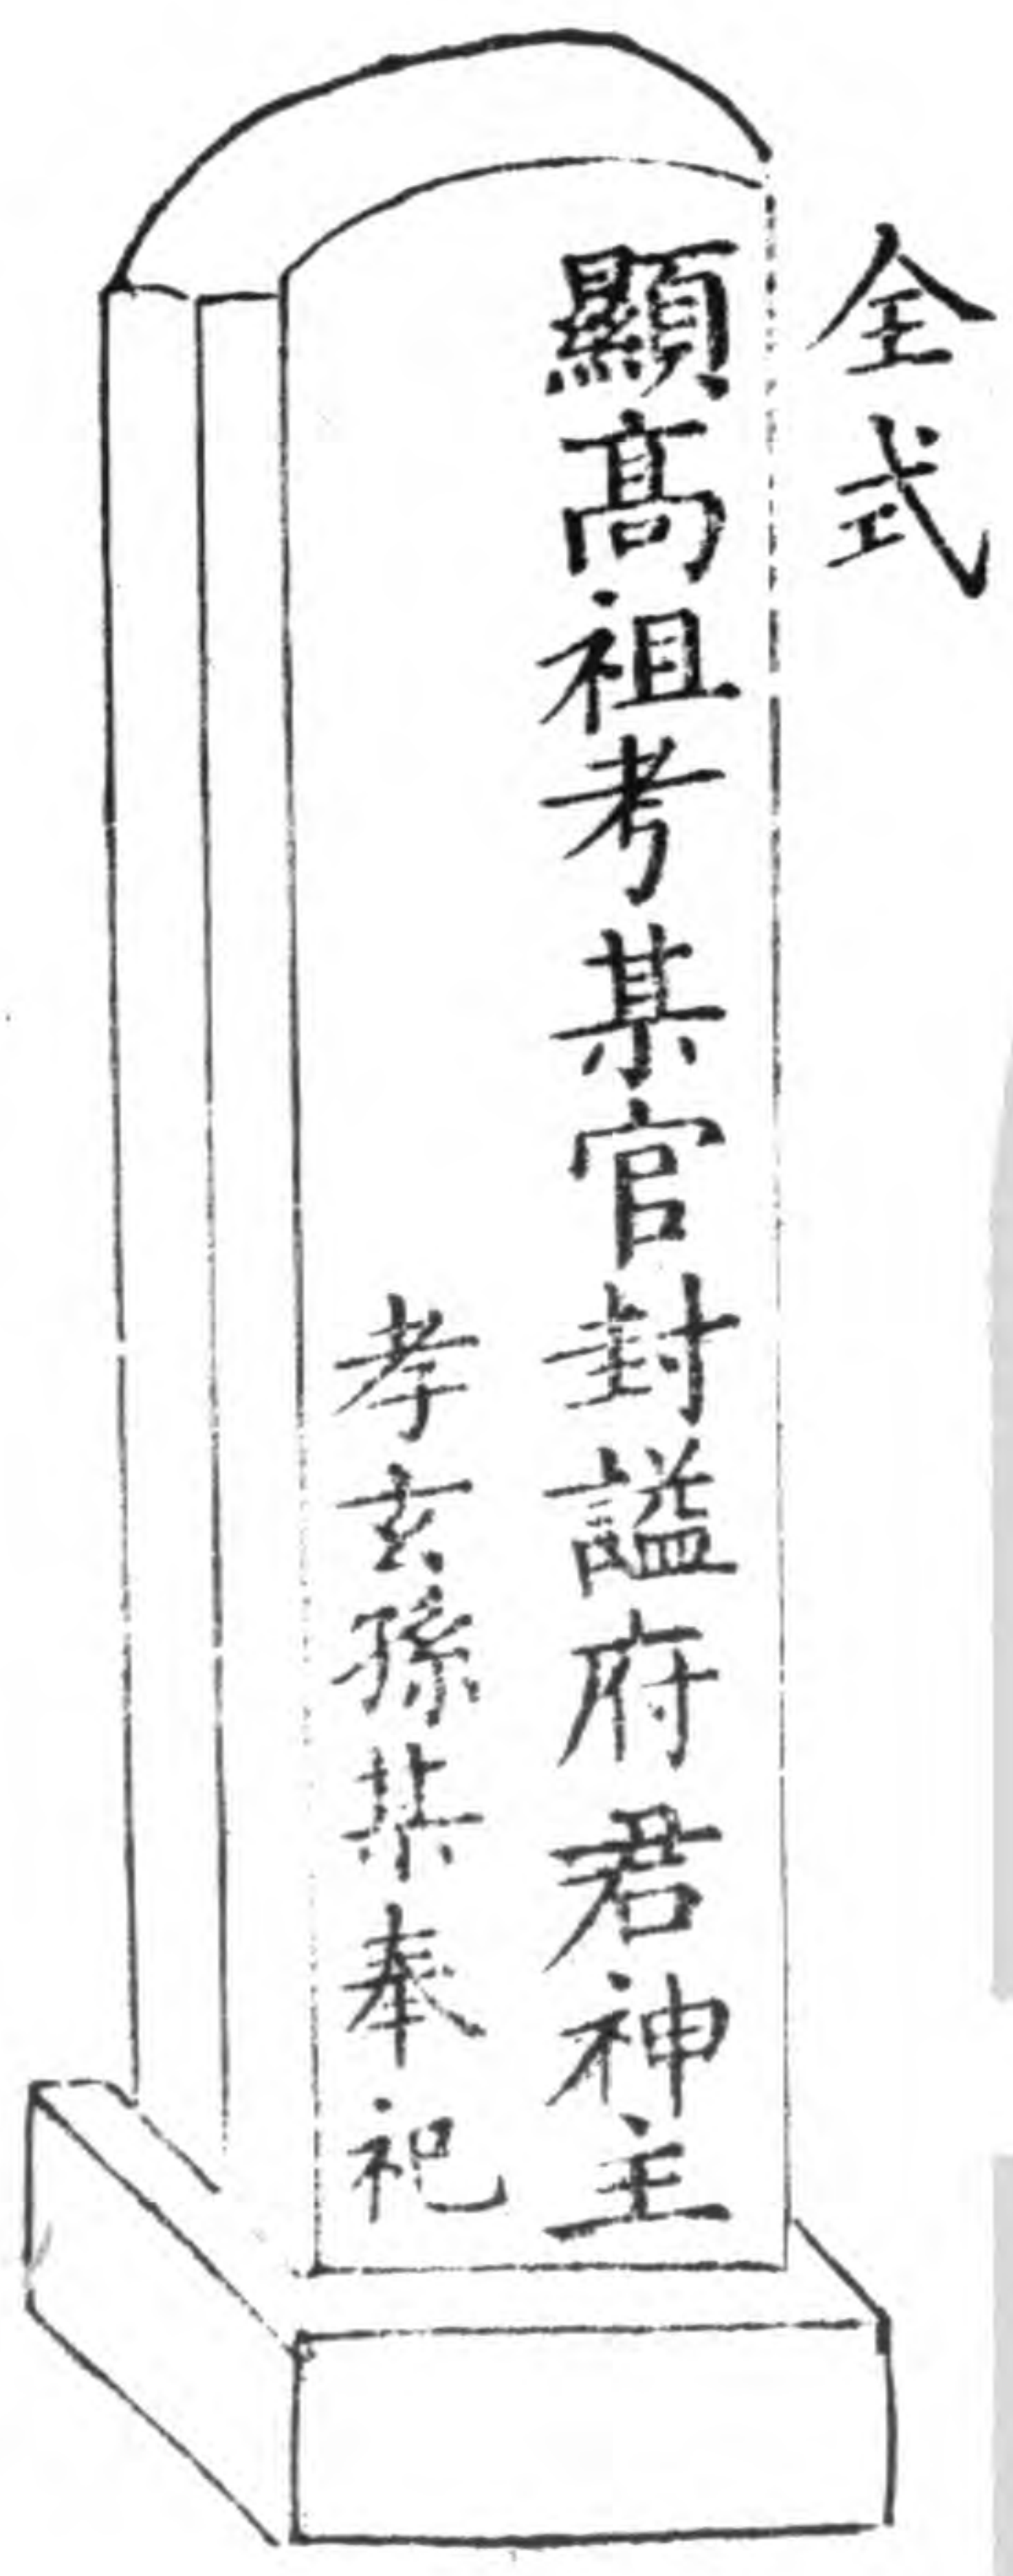 全式
顯高祖考某官封謚府君神主
孝玄孫某奉祀